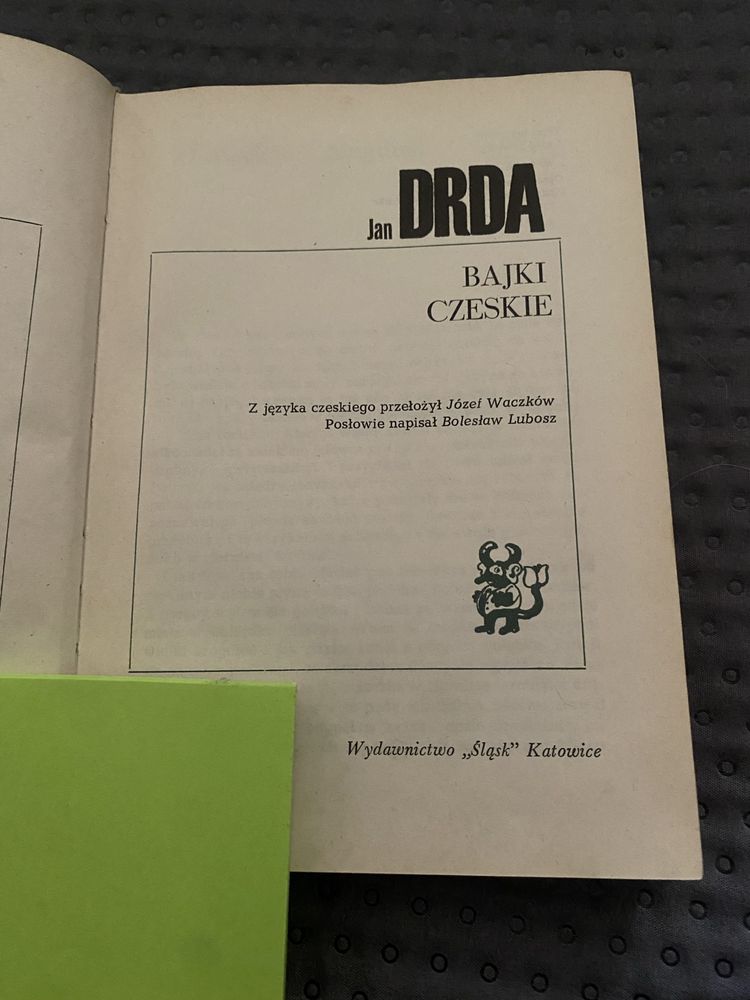 Jan DRDA
BAJKI
CZESKIE
Z języka czeskiego przełożył Józef Waczków
Posłowie napisał Bolesław Lubosz
Wydawnictwo „Śląsk” Katowice